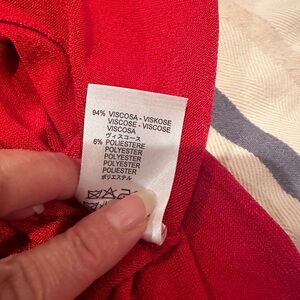 94% VISCOSA - VISKOSE
VISCOSE - VISCOSE
VISCOSA
ヴィスコース
6% POLIESTERE
POLYESTER
POLYESTER
POLYESTER
POLIESTER
ポリエステル